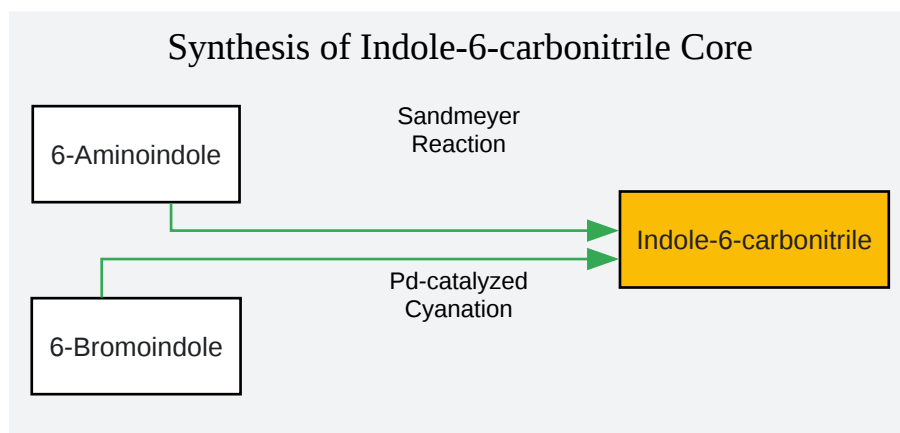 Synthesis of Indole-6-carbonitrile Core
Sandmeyer
Reaction
6-Aminoindole
Indole-6-carbonitrile
Pd-catalyzed
Cyanation
6-Bromoindole